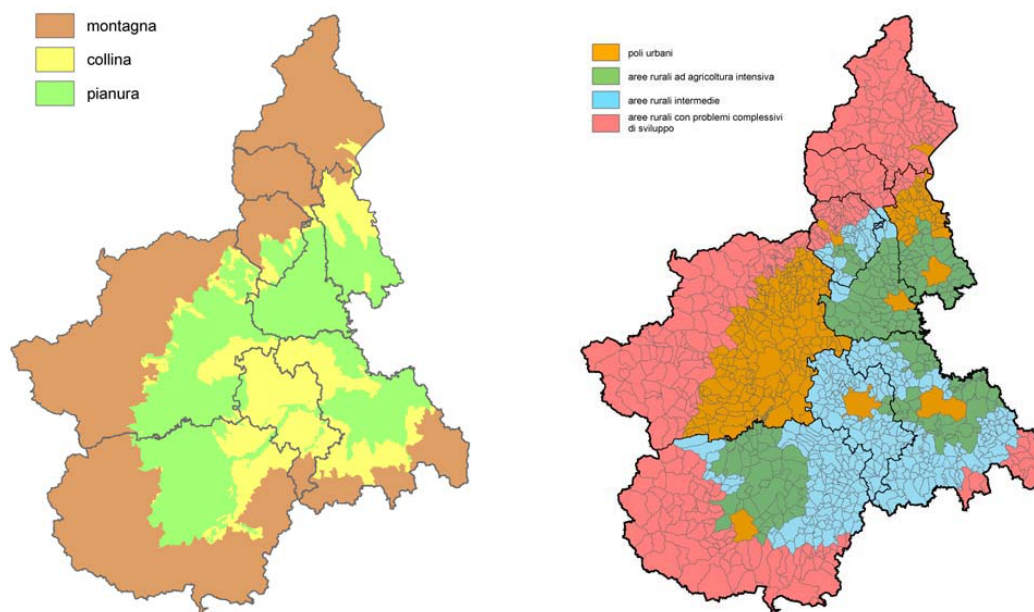 montagna
collina
pianura
poli urbani
aree rurali ad agricoltura intensiva
aree rurali intermedie
aree rurali con problemi complessivi
di sviluppo